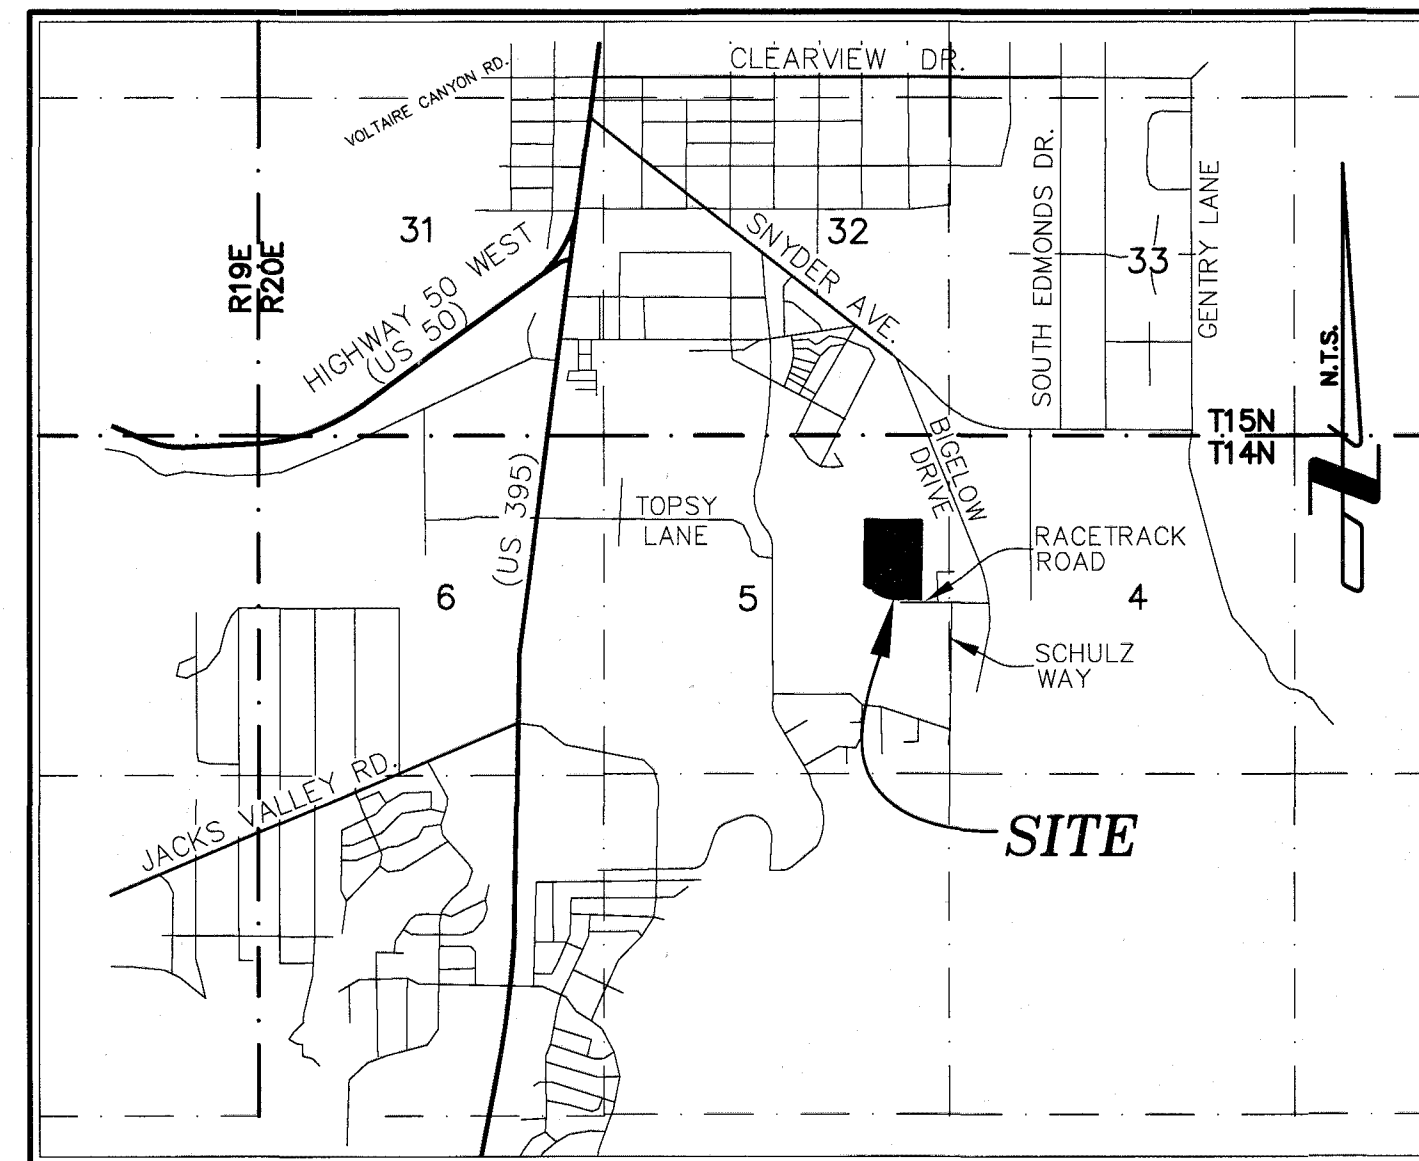 CLEARVIEW DR.
VOLTAIRE CANYON RD.
31
32
33
R19E
R20E
HIGHWAY 50 WEST
(US 50)
SNYDER AVE.
SOUTH EDMONDS DR.
GENTRY LANE
N.T.S.
T15N
T14N
BIGELOW
DRIVE
(US 395)
TOPSY
LANE
RACETRACK
ROAD
6
5
4
SCHULZ
WAY
JACKS VALLEY RD.
SITE
Z